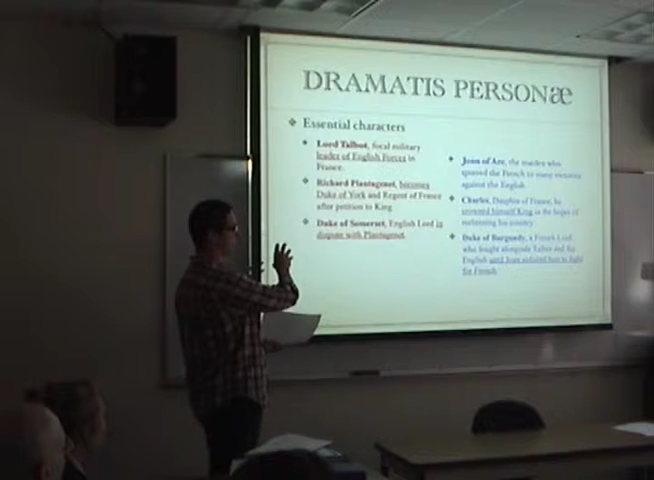 DRAMATIS PERSONæ
Essential characters
Lord Talbot, focal military
leader of English Forces in
France.
Richard Plantagenet, becomes
Duke of York and Regent of France
after petition to King
Duke of Somerset, English Lord in
dispute with Plantagenet.
Joan of Arc, the maiden who
spurred the French to many victories
against the English
Charles, Dauphin of France, he
crowned himself King in the hopes of
reclaiming his country
Duke of Burgundy, a French Lord
who fought alongside Talbot and the
English until Joan seduced him to fight
for French